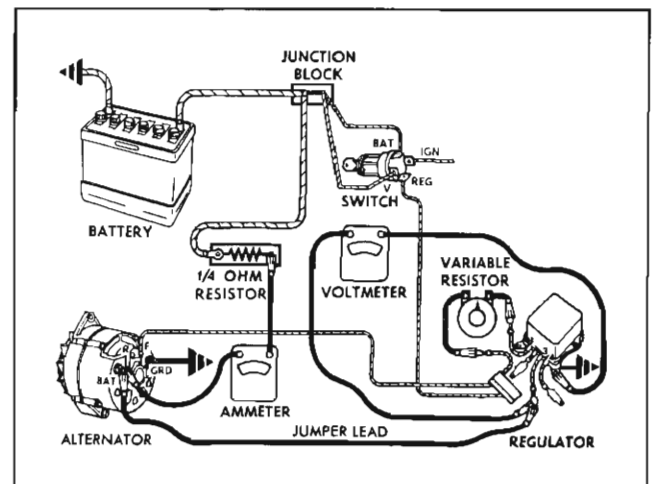 JUNCTION
BLOCK
BAT
IGN
V
REG
SWITCH
BATTERY
1/4 OHM
RESISTOR
VOLTMETER
VARIABLE
RESISTOR
R
F
GRD
BAT
AMMETER
ALTERNATOR
JUMPER LEAD
REGULATOR